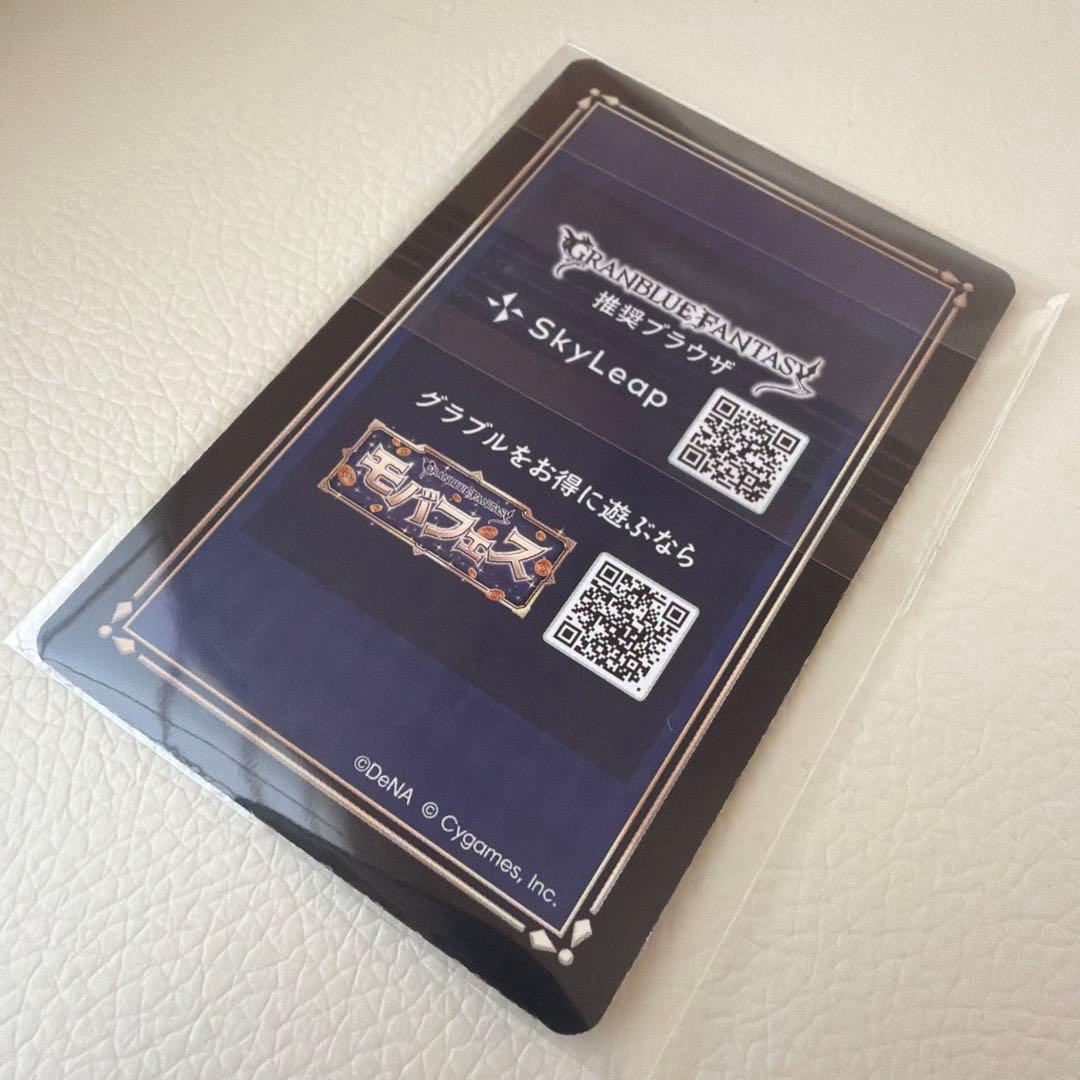 GRANBLUE FANTASY
推奨ブラウザ
SkyLeap
グラブルをお得に遊ぶなら
GRANBLUE FANTASY
モバフェス
©DeNA © Cygames, Inc.